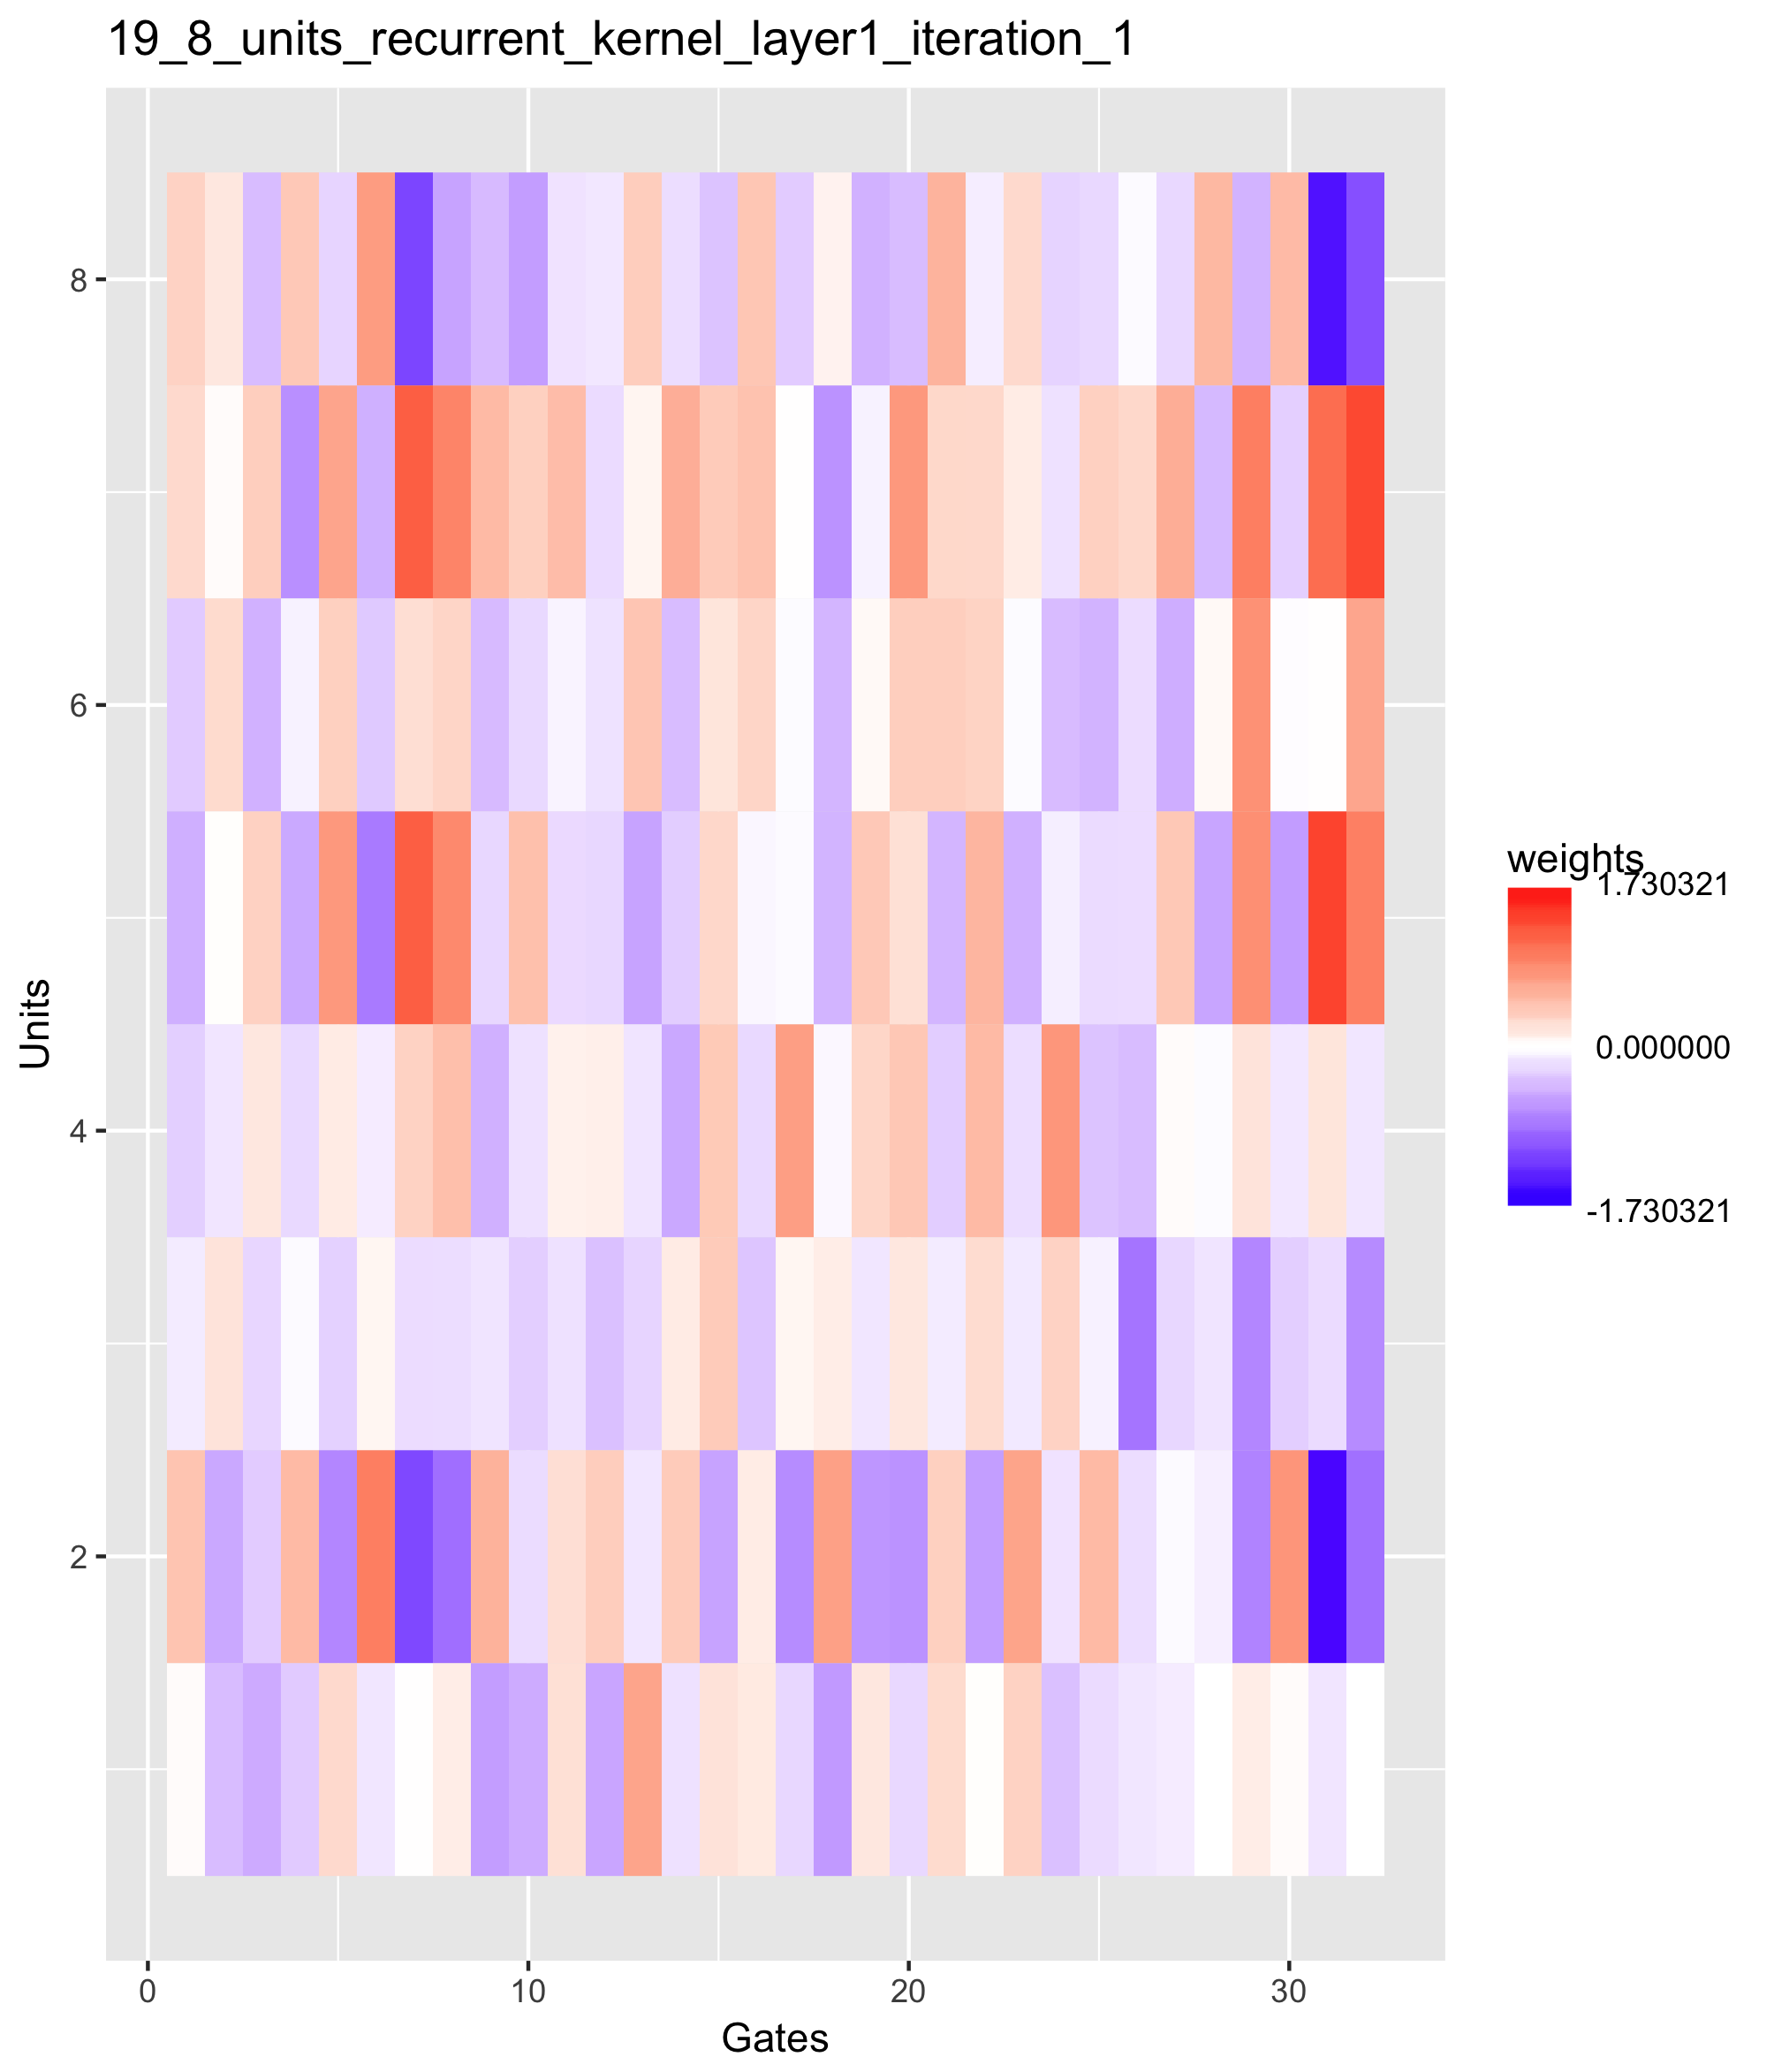 19_8_units_recurrent_kernel_layer1_iteration_1
8
6
4
2
Units
0
10
20
30
Gates
weights
1.730321
0.000000
-1.730321